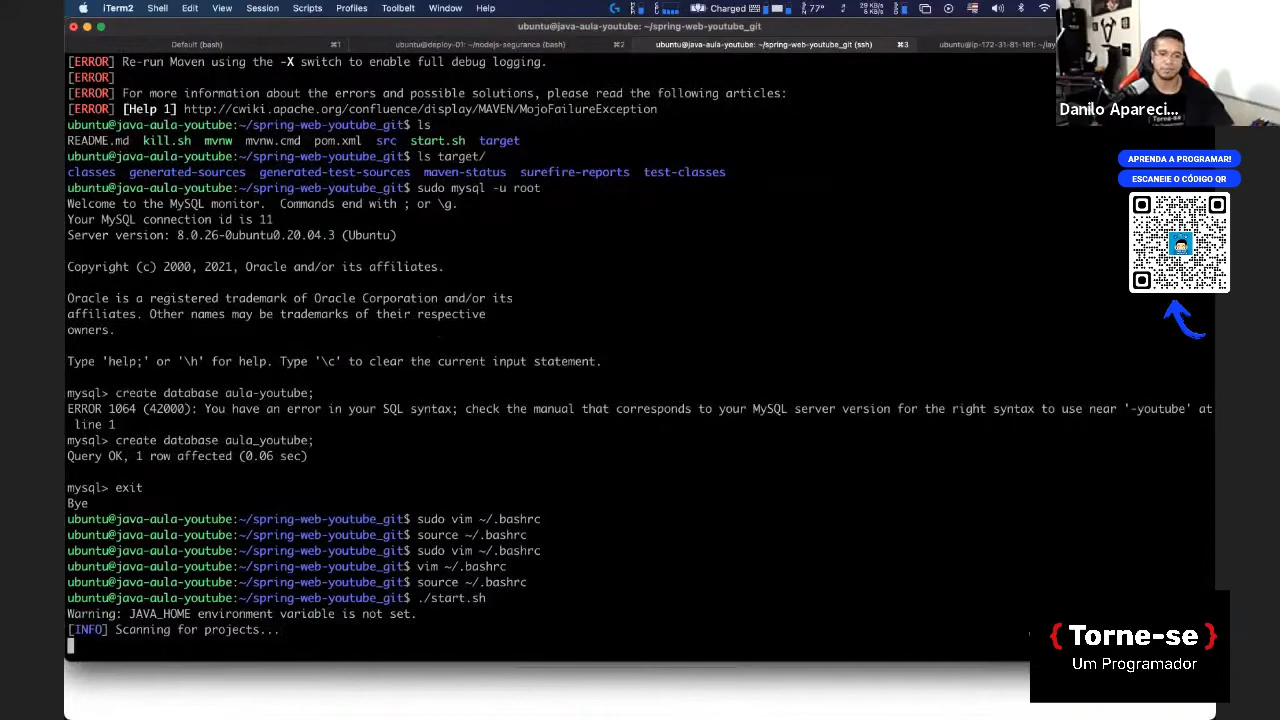 iTerm2 Shell Edit View Session Scripts Profiles Toolbelt Window Help Charged 77°
ubuntu@java-aula-youtube: ~/spring-web-youtube_git
Default (bash) ⌘1 ubuntu@deploy-01: ~/nodejs-seguranca (bash) ⌘2 ubuntu@java-aula-youtube: ~/spring-web-youtube_git (ssh) ⌘3
[ERROR] Re-run Maven using the -X switch to enable full debug logging.
[ERROR]
[ERROR] For more information about the errors and possible solutions, please read the following articles:
[ERROR] [Help 1] http://cwiki.apache.org/confluence/display/MAVEN/MojoFailureException
ubuntu@java-aula-youtube:~/spring-web-youtube_git$ ls
README.md kill.sh mvnw mvnw.cmd pom.xml src start.sh target
ubuntu@java-aula-youtube:~/spring-web-youtube_git$ ls target/
classes generated-sources generated-test-sources maven-status surefire-reports test-classes
ubuntu@java-aula-youtube:~/spring-web-youtube_git$ sudo mysql -u root
Welcome to the MySQL monitor. Commands end with ; or \g.
Your MySQL connection id is 11
Server version: 8.0.26-0ubuntu0.20.04.3 (Ubuntu)
Copyright (c) 2000, 2021, Oracle and/or its affiliates.
Oracle is a registered trademark of Oracle Corporation and/or its
affiliates. Other names may be trademarks of their respective
owners.
Type 'help;' or '\h' for help. Type '\c' to clear the current input statement.
mysql> create database aula-youtube;
ERROR 1064 (42000): You have an error in your SQL syntax; check the manual that corresponds to your MySQL server version for the right syntax to use near '-youtube' at
line 1
mysql> create database aula_youtube;
Query OK, 1 row affected (0.06 sec)
mysql> exit
Bye
ubuntu@java-aula-youtube:~/spring-web-youtube_git$ sudo vim ~/.bashrc
ubuntu@java-aula-youtube:~/spring-web-youtube_git$ source ~/.bashrc
ubuntu@java-aula-youtube:~/spring-web-youtube_git$ sudo vim ~/.bashrc
ubuntu@java-aula-youtube:~/spring-web-youtube_git$ vim ~/.bashrc
ubuntu@java-aula-youtube:~/spring-web-youtube_git$ source ~/.bashrc
ubuntu@java-aula-youtube:~/spring-web-youtube_git$ ./start.sh
Warning: JAVA_HOME environment variable is not set.
[INFO] Scanning for projects...
Danilo Apareci...
APRENDA A PROGRAMAR!
ESCANEIE O CÓDIGO QR
{ Torne-se }
Um Programador